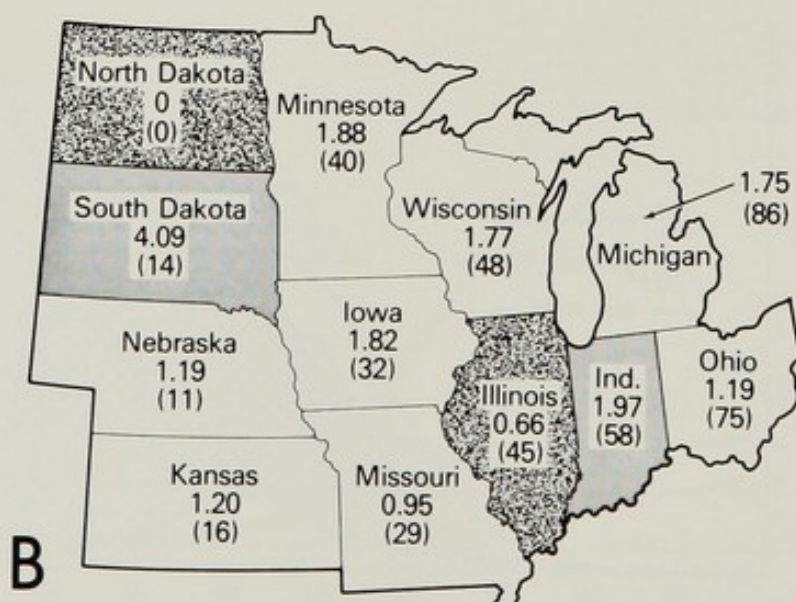 North Dakota
0
(0)
Minnesota
1.88
(40)
South Dakota
4.09
(14)
Wisconsin
1.77
(48)
1.75
(86)
Michigan
Nebraska
1.19
(11)
Iowa
1.82
(32)
Illinois
0.66
(45)
Ind.
1.97
(58)
Ohio
1.19
(75)
Kansas
1.20
(16)
Missouri
0.95
(29)
B